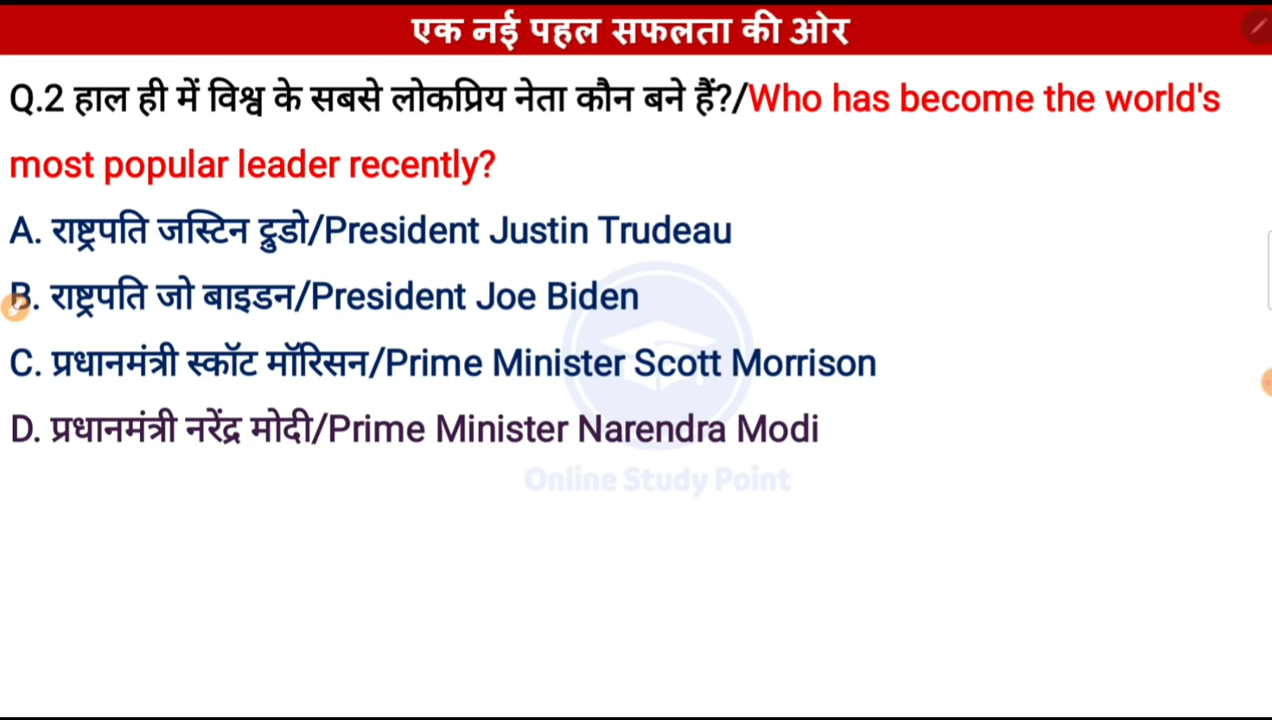 एक नई पहल सफलता की ओर
Q.2 हाल ही में विश्व के सबसे लोकप्रिय नेता कौन बने हैं?/Who has become the world's
most popular leader recently?
A. राष्ट्रपति जस्टिन ट्रुडो/President Justin Trudeau
B. राष्ट्रपति जो बाइडन/President Joe Biden
C. प्रधानमंत्री स्कॉट मॉरिसन/Prime Minister Scott Morrison
D. प्रधानमंत्री नरेंद्र मोदी/Prime Minister Narendra Modi
Online Study Point